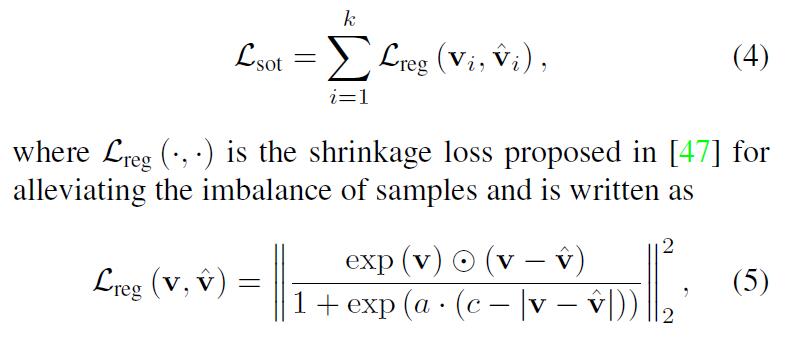 𝓛_sot = ∑_{i=1}^{k} 𝓛_reg (v_i, v̂_i) , (4)
where 𝓛_reg (·, ·) is the shrinkage loss proposed in [47] for
alleviating the imbalance of samples and is written as
𝓛_reg (v, v̂) = ‖ exp (v) ⊙ (v − v̂) / 1 + exp (a · (c − |v − v̂|)) ‖_2^2 , (5)